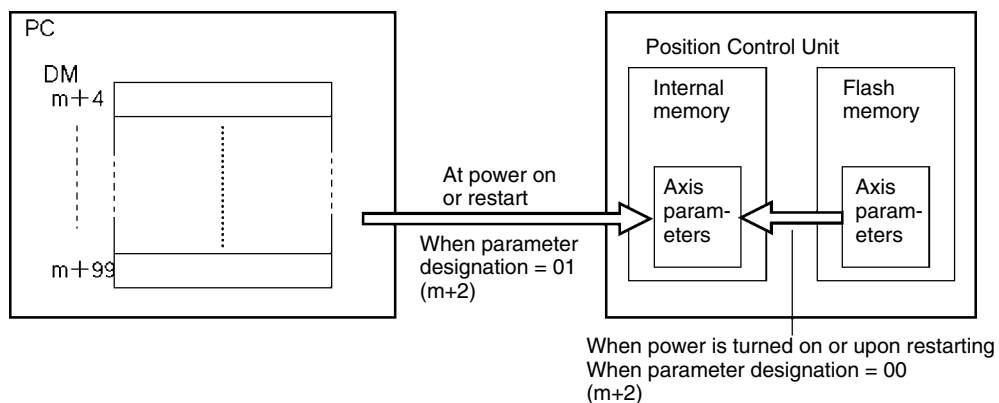 PC
DM
m+4
m+99
At power on
or restart
When parameter
designation = 01
(m+2)
Position Control Unit
Internal
memory
Axis
param-
eters
Flash
memory
Axis
param-
eters
When power is turned on or upon restarting
When parameter designation = 00
(m+2)